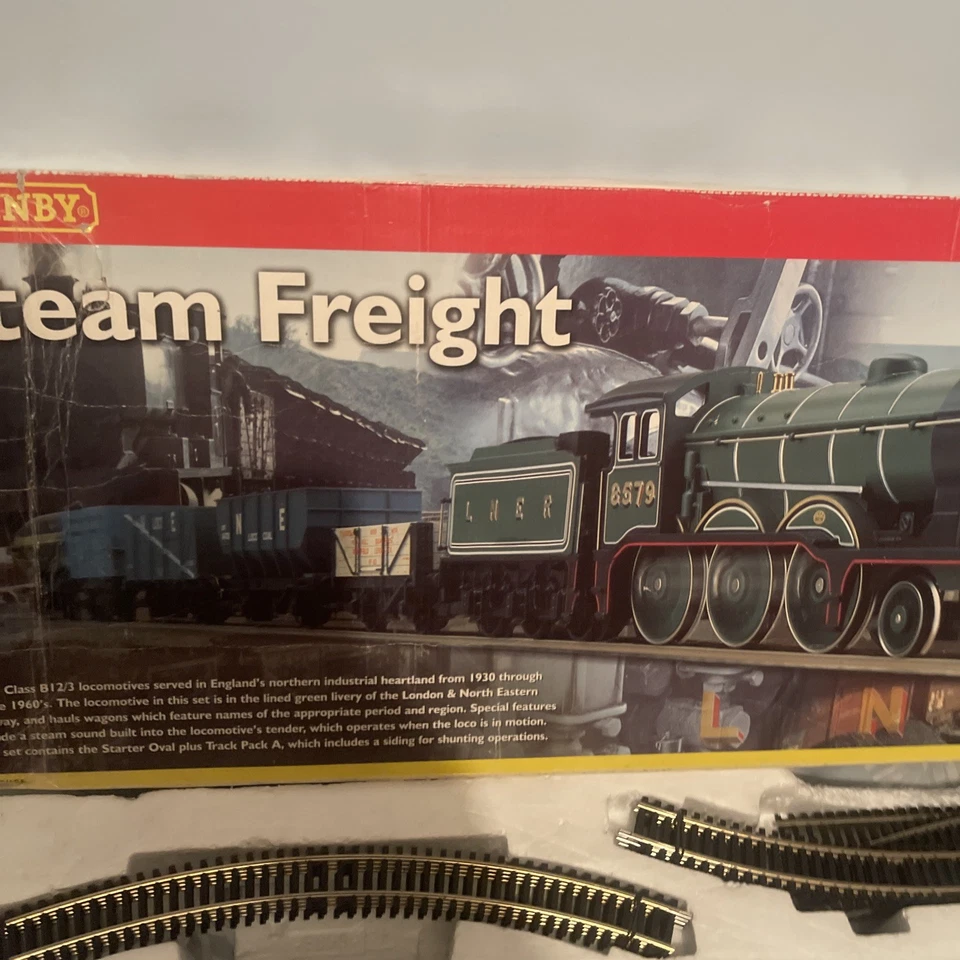 NBY®
team Freight
N E
N E
LOCO COAL
L N E R
8579
Class B12/3 locomotives served in England's northern industrial heartland from 1930 through
e 1960's. The locomotive in this set is in the lined green livery of the London & North Eastern
way, and hauls wagons which feature names of the appropriate period and region. Special features
de a steam sound built into the locomotive's tender, which operates when the loco is in motion.
set contains the Starter Oval plus Track Pack A, which includes a siding for shunting operations.
L N